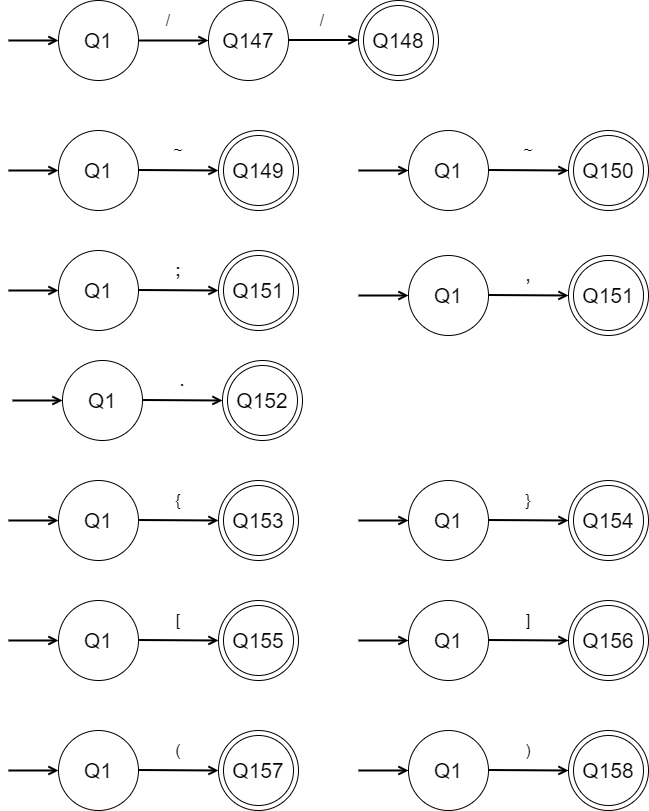 / /
Q1 Q147 Q148
~ ~
Q1 Q149 Q1 Q150
; ,
Q1 Q151 Q1 Q151
.
Q1 Q152
{ }
Q1 Q153 Q1 Q154
[ ]
Q1 Q155 Q1 Q156
( )
Q1 Q157 Q1 Q158